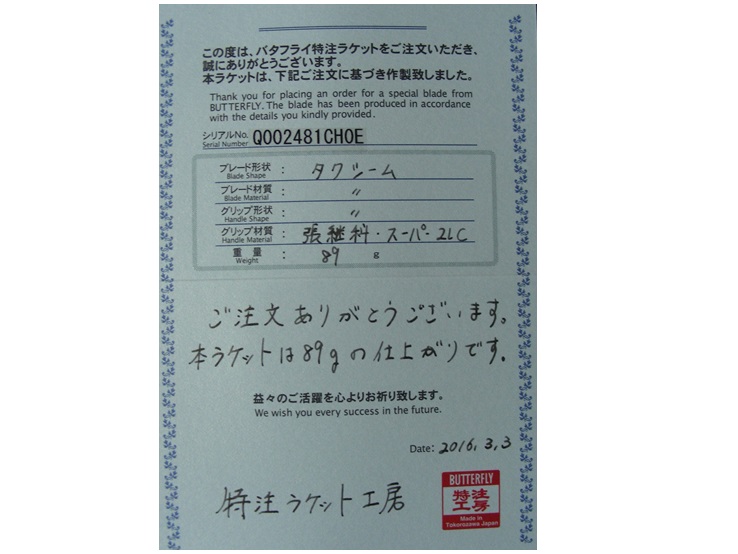 この度は、バタフライ特注ラケットをご注文いただき、
誠にありがとうございます。
本ラケットは、下記ご注文に基づき作製致しました。
Thank you for placing an order for a special blade from
BUTTERFLY. The blade has been produced in accordance
with the details you kindly provided.
シリアルNo. Q002481CHOE
Serial Number
ブレード形状 : タクシーム
Blade Shape
ブレード材質 : 〃
Blade Material
グリップ形状 : 〃
Handle Shape
グリップ材質 : 張継科・スーパーZLC
Handle Material
重量 : 89 g
Weight
ご注文ありがとうございます。
本ラケットは89gの仕上がりです。
益々のご活躍を心よりお祈り致します。
We wish you every success in the future.
Date: 2016.3.3
特注ラケット工房
BUTTERFLY
特注
工房
Made in
Tokorozawa Japan